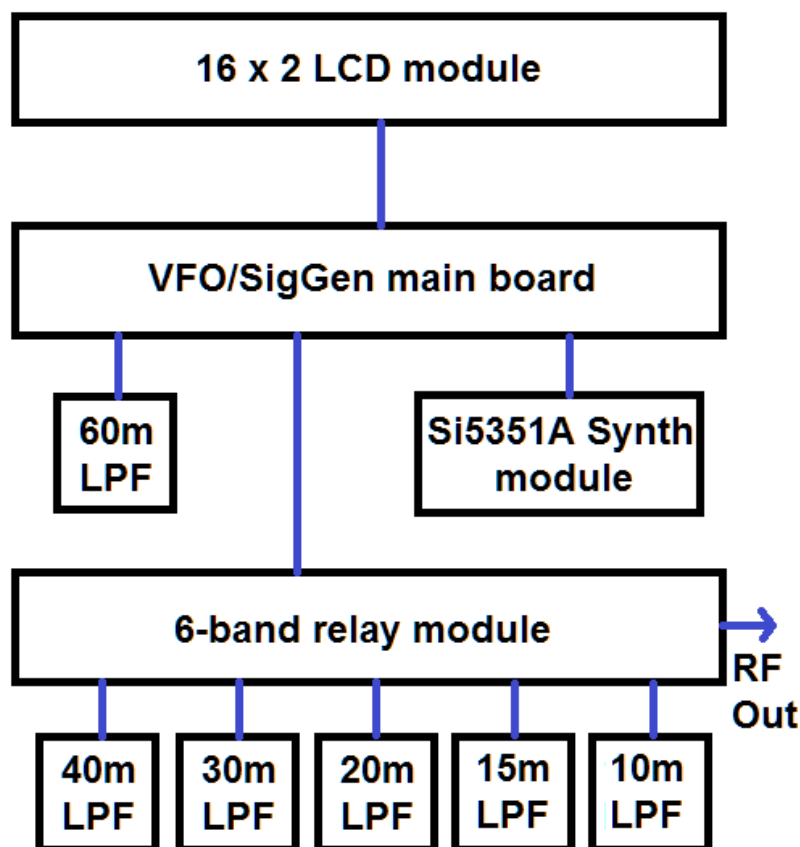 16 x 2 LCD module
VFO/SigGen main board
60m
LPF
Si5351A Synth
module
6-band relay module
RF
Out
40m
LPF
30m
LPF
20m
LPF
15m
LPF
10m
LPF